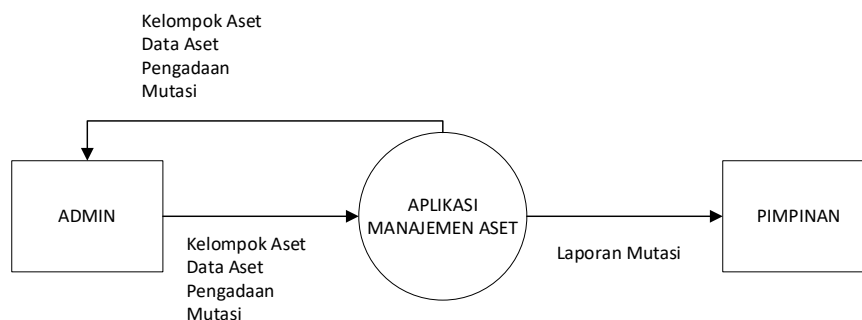 Kelompok Aset
Data Aset
Pengadaan
Mutasi
ADMIN
APLIKASI
MANAJEMEN ASET
PIMPINAN
Kelompok Aset
Data Aset
Pengadaan
Mutasi
Laporan Mutasi